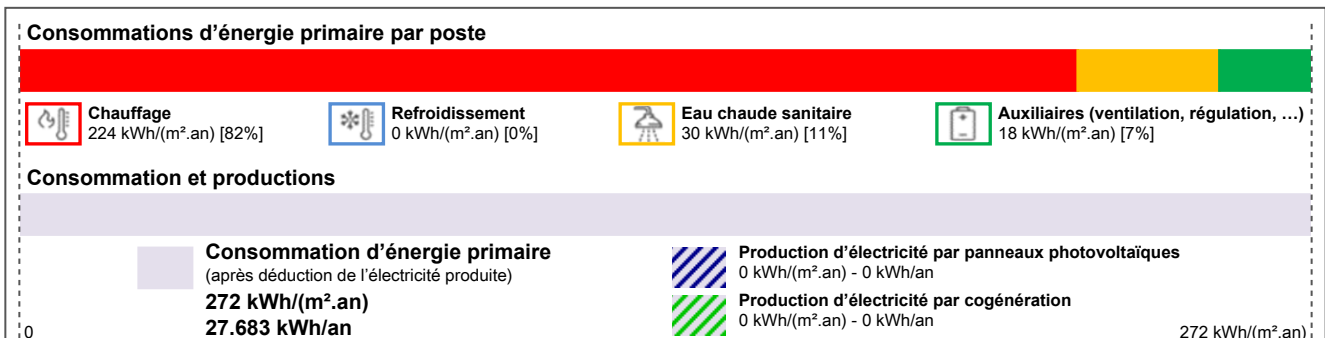 Consommations d’énergie primaire par poste
Chauffage
224 kWh/(m².an) [82%]
Refroidissement
0 kWh/(m².an) [0%]
Eau chaude sanitaire
30 kWh/(m².an) [11%]
Auxiliaires (ventilation, régulation, …)
18 kWh/(m².an) [7%]
Consommation et productions
Consommation d’énergie primaire
(après déduction de l’électricité produite)
272 kWh/(m².an)
27.683 kWh/an
Production d’électricité par panneaux photovoltaïques
0 kWh/(m².an) - 0 kWh/an
Production d’électricité par cogénération
0 kWh/(m².an) - 0 kWh/an
0
272 kWh/(m².an)